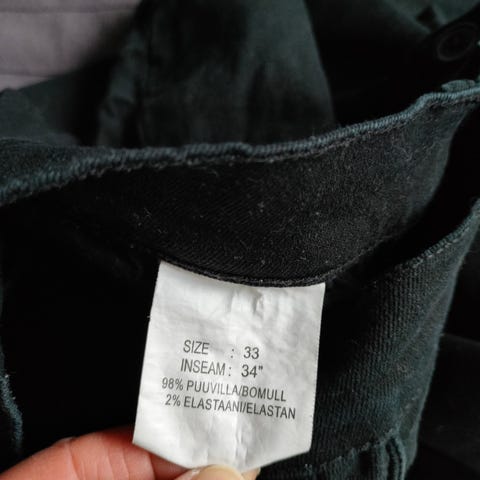 SIZE : 33
INSEAM : 34"
98% PUUVILLA/BOMULL
2% ELASTAANI/ELASTAN